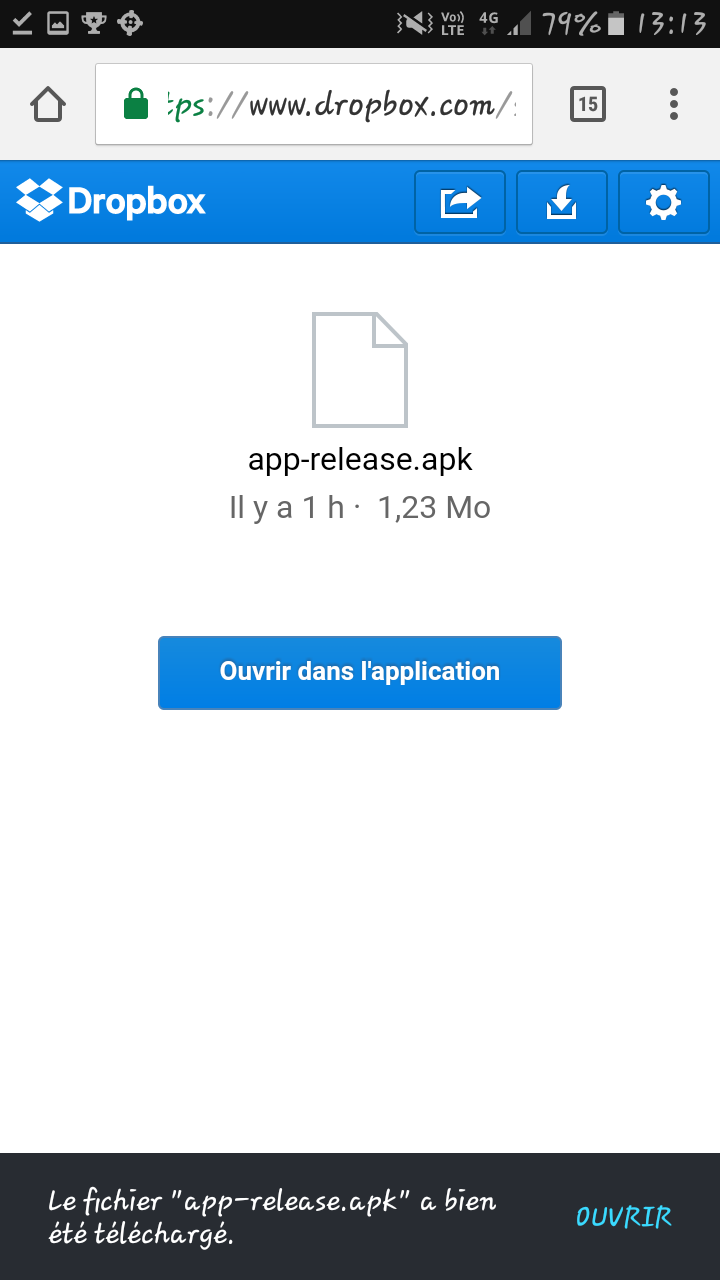 Vo)) LTE 4G 79% 13:13
tps://www.dropbox.com/s
15
Dropbox
app-release.apk
Il y a 1 h · 1,23 Mo
Ouvrir dans l'application
Le fichier "app-release.apk" a bien
été téléchargé.
OUVRIR